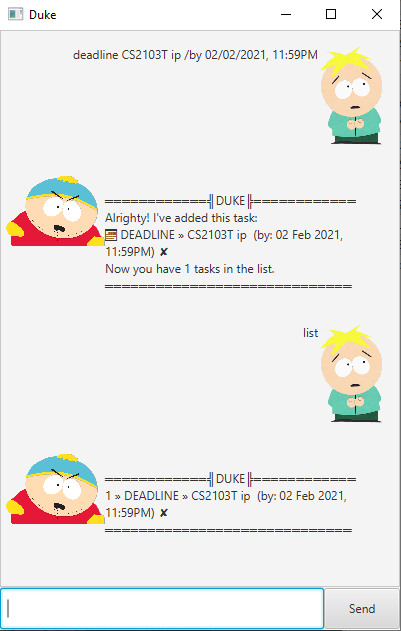 Duke
deadline CS2103T ip /by 02/02/2021, 11:59PM
════════════╣DUKE╠════════════
Alrighty! I've added this task:
📅 DEADLINE » CS2103T ip  (by: 02 Feb 2021,
11:59PM) ✘
Now you have 1 tasks in the list.
═════════════════════════════
list
════════════╣DUKE╠════════════
1 » DEADLINE » CS2103T ip  (by: 02 Feb 2021,
11:59PM) ✘
═════════════════════════════
Send